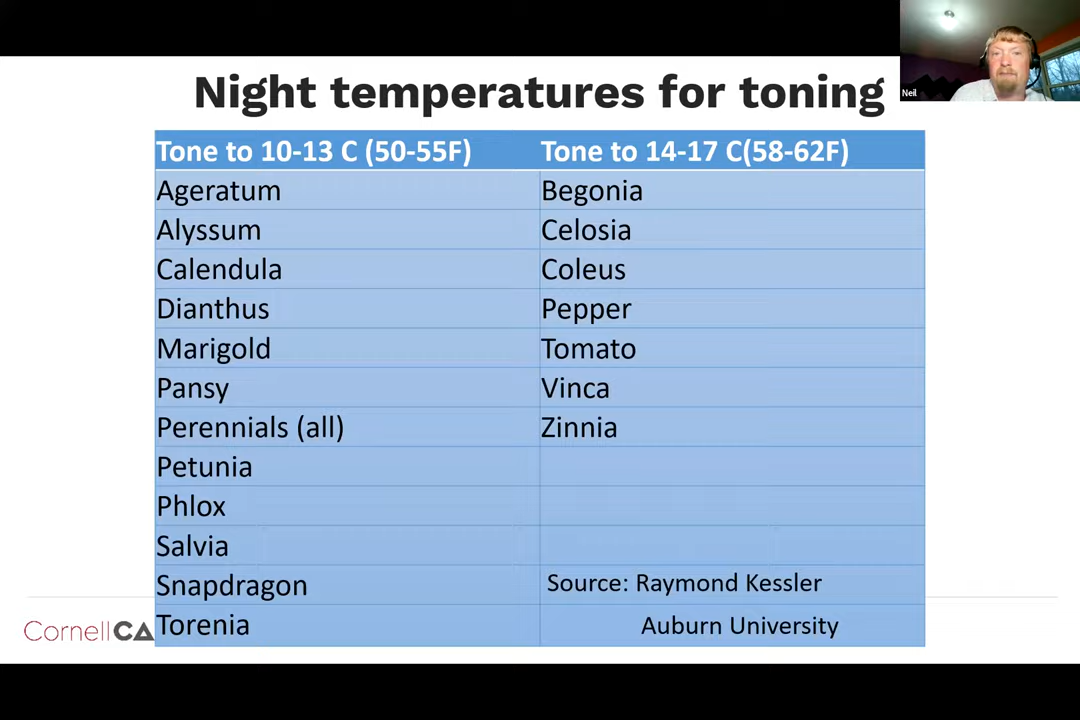 Night temperatures for toning
Neil
Tone to 10-13 C (50-55F) Tone to 14-17 C(58-62F)
Ageratum Begonia
Alyssum Celosia
Calendula Coleus
Dianthus Pepper
Marigold Tomato
Pansy Vinca
Perennials (all) Zinnia
Petunia
Phlox
Salvia
Snapdragon Source: Raymond Kessler
CornellCA Torenia Auburn University